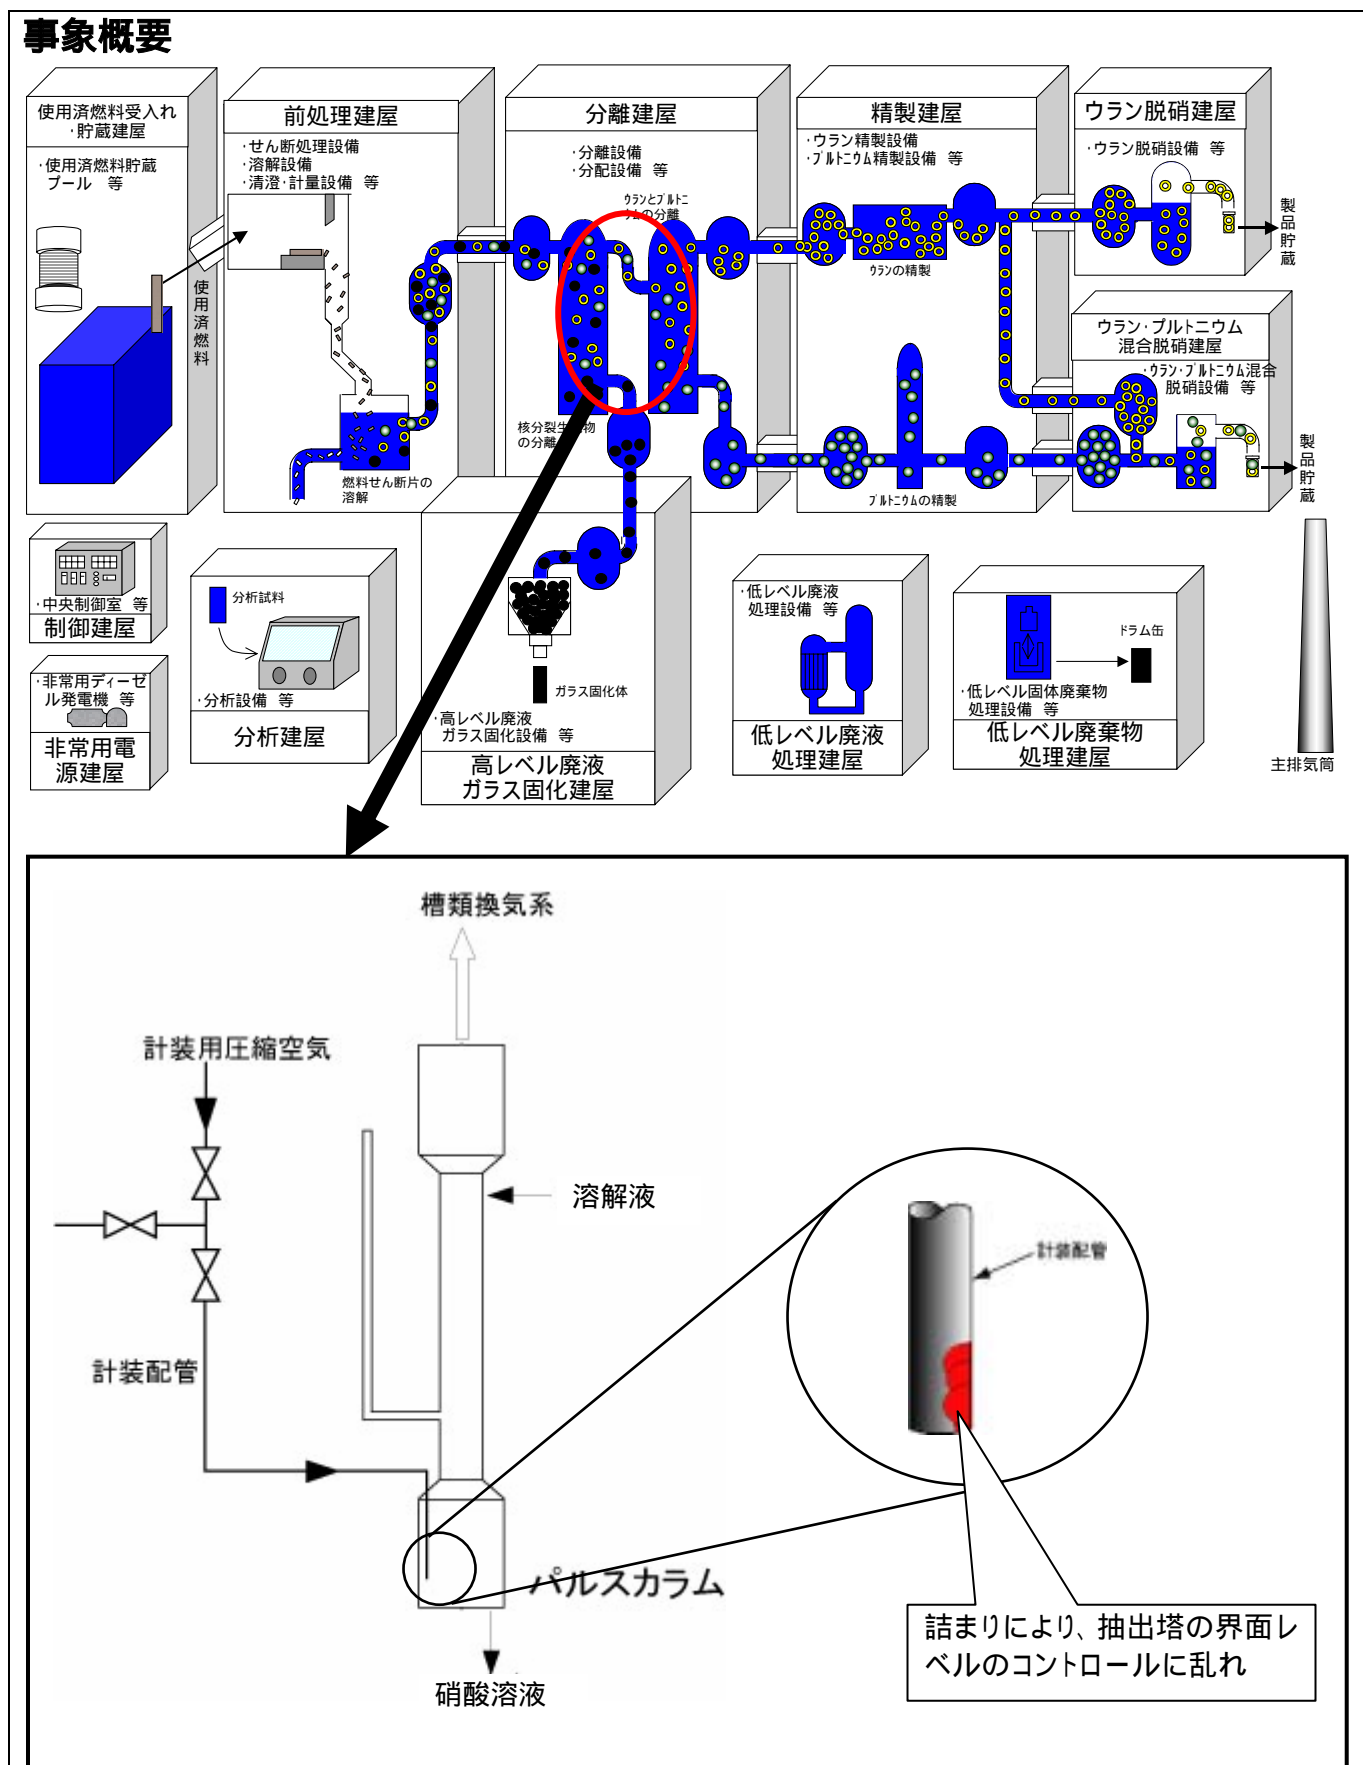 事象概要
使用済燃料受入れ
・貯蔵建屋
・使用済燃料貯蔵
プール 等
使用済燃料
前処理建屋
・せん断処理設備
・溶解設備
・清澄・計量設備 等
燃料せん断片の
溶解
分離建屋
・分離設備
・分配設備 等
ウランとプルトニ
ウムの分離
核分裂生成物
の分離
精製建屋
・ウラン精製設備
・プルトニウム精製設備 等
ウランの精製
プルトニウムの精製
ウラン脱硝建屋
・ウラン脱硝設備 等
製品貯蔵
ウラン・プルトニウム
混合脱硝建屋
・ウラン・プルトニウム混合
脱硝設備 等
製品貯蔵
・中央制御室 等
制御建屋
・非常用ディーゼ
ル発電機 等
非常用電
源建屋
分析試料
・分析設備 等
分析建屋
ガラス固化体
・高レベル廃液
ガラス固化設備 等
高レベル廃液
ガラス固化建屋
・低レベル廃液
処理設備 等
低レベル廃液
処理建屋
ドラム缶
・低レベル固体廃棄物
処理設備 等
低レベル廃棄物
処理建屋
主排気筒
槽類換気系
計装用圧縮空気
溶解液
計装配管
計装配管
パルスカラム
硝酸溶液
詰まりにより、抽出塔の界面レ
ベルのコントロールに乱れ